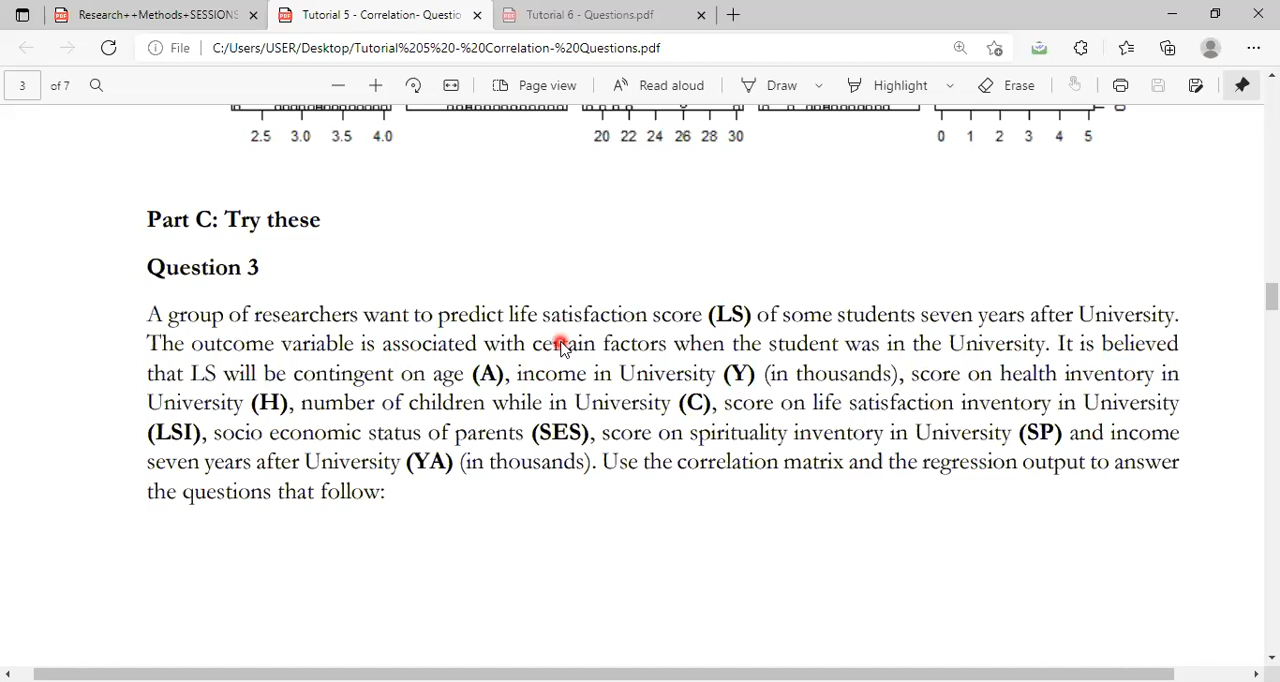 Research++Methods+SESSIONS
Tutorial 5 - Correlation- Questio
Tutorial 6 - Questions.pdf
File
C:/Users/USER/Desktop/Tutorial%205%20-%20Correlation-%20Questions.pdf
3 of 7
Page view
Read aloud
Draw
Highlight
Erase
2.5 3.0 3.5 4.0 20 22 24 26 28 30 0 1 2 3 4 5
Part C: Try these
Question 3
A group of researchers want to predict life satisfaction score (LS) of some students seven years after University.
The outcome variable is associated with certain factors when the student was in the University. It is believed
that LS will be contingent on age (A), income in University (Y) (in thousands), score on health inventory in
University (H), number of children while in University (C), score on life satisfaction inventory in University
(LSI), socio economic status of parents (SES), score on spirituality inventory in University (SP) and income
seven years after University (YA) (in thousands). Use the correlation matrix and the regression output to answer
the questions that follow: